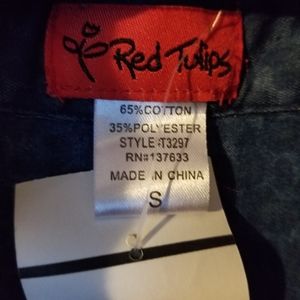 Red Tulips
65%COTTON
35%POLYESTER
STYLE #T3297
RN#137633
MADE IN CHINA
S